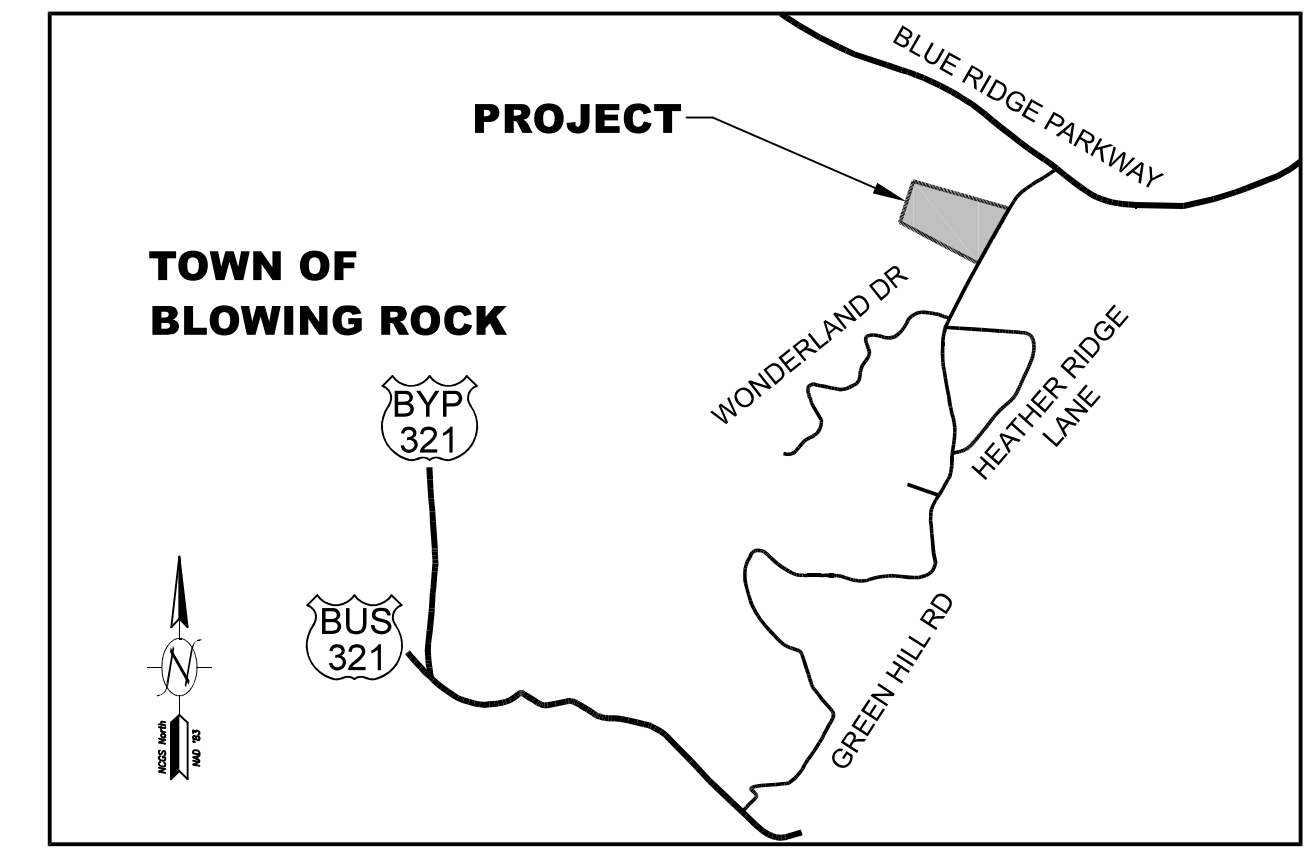 BLUE RIDGE PARKWAY
PROJECT
TOWN OF
BLOWING ROCK
WONDERLAND DR
HEATHER RIDGE
LANE
BYP
321
BUS
321
GREEN HILL RD
N
NCGS North
NAD '83